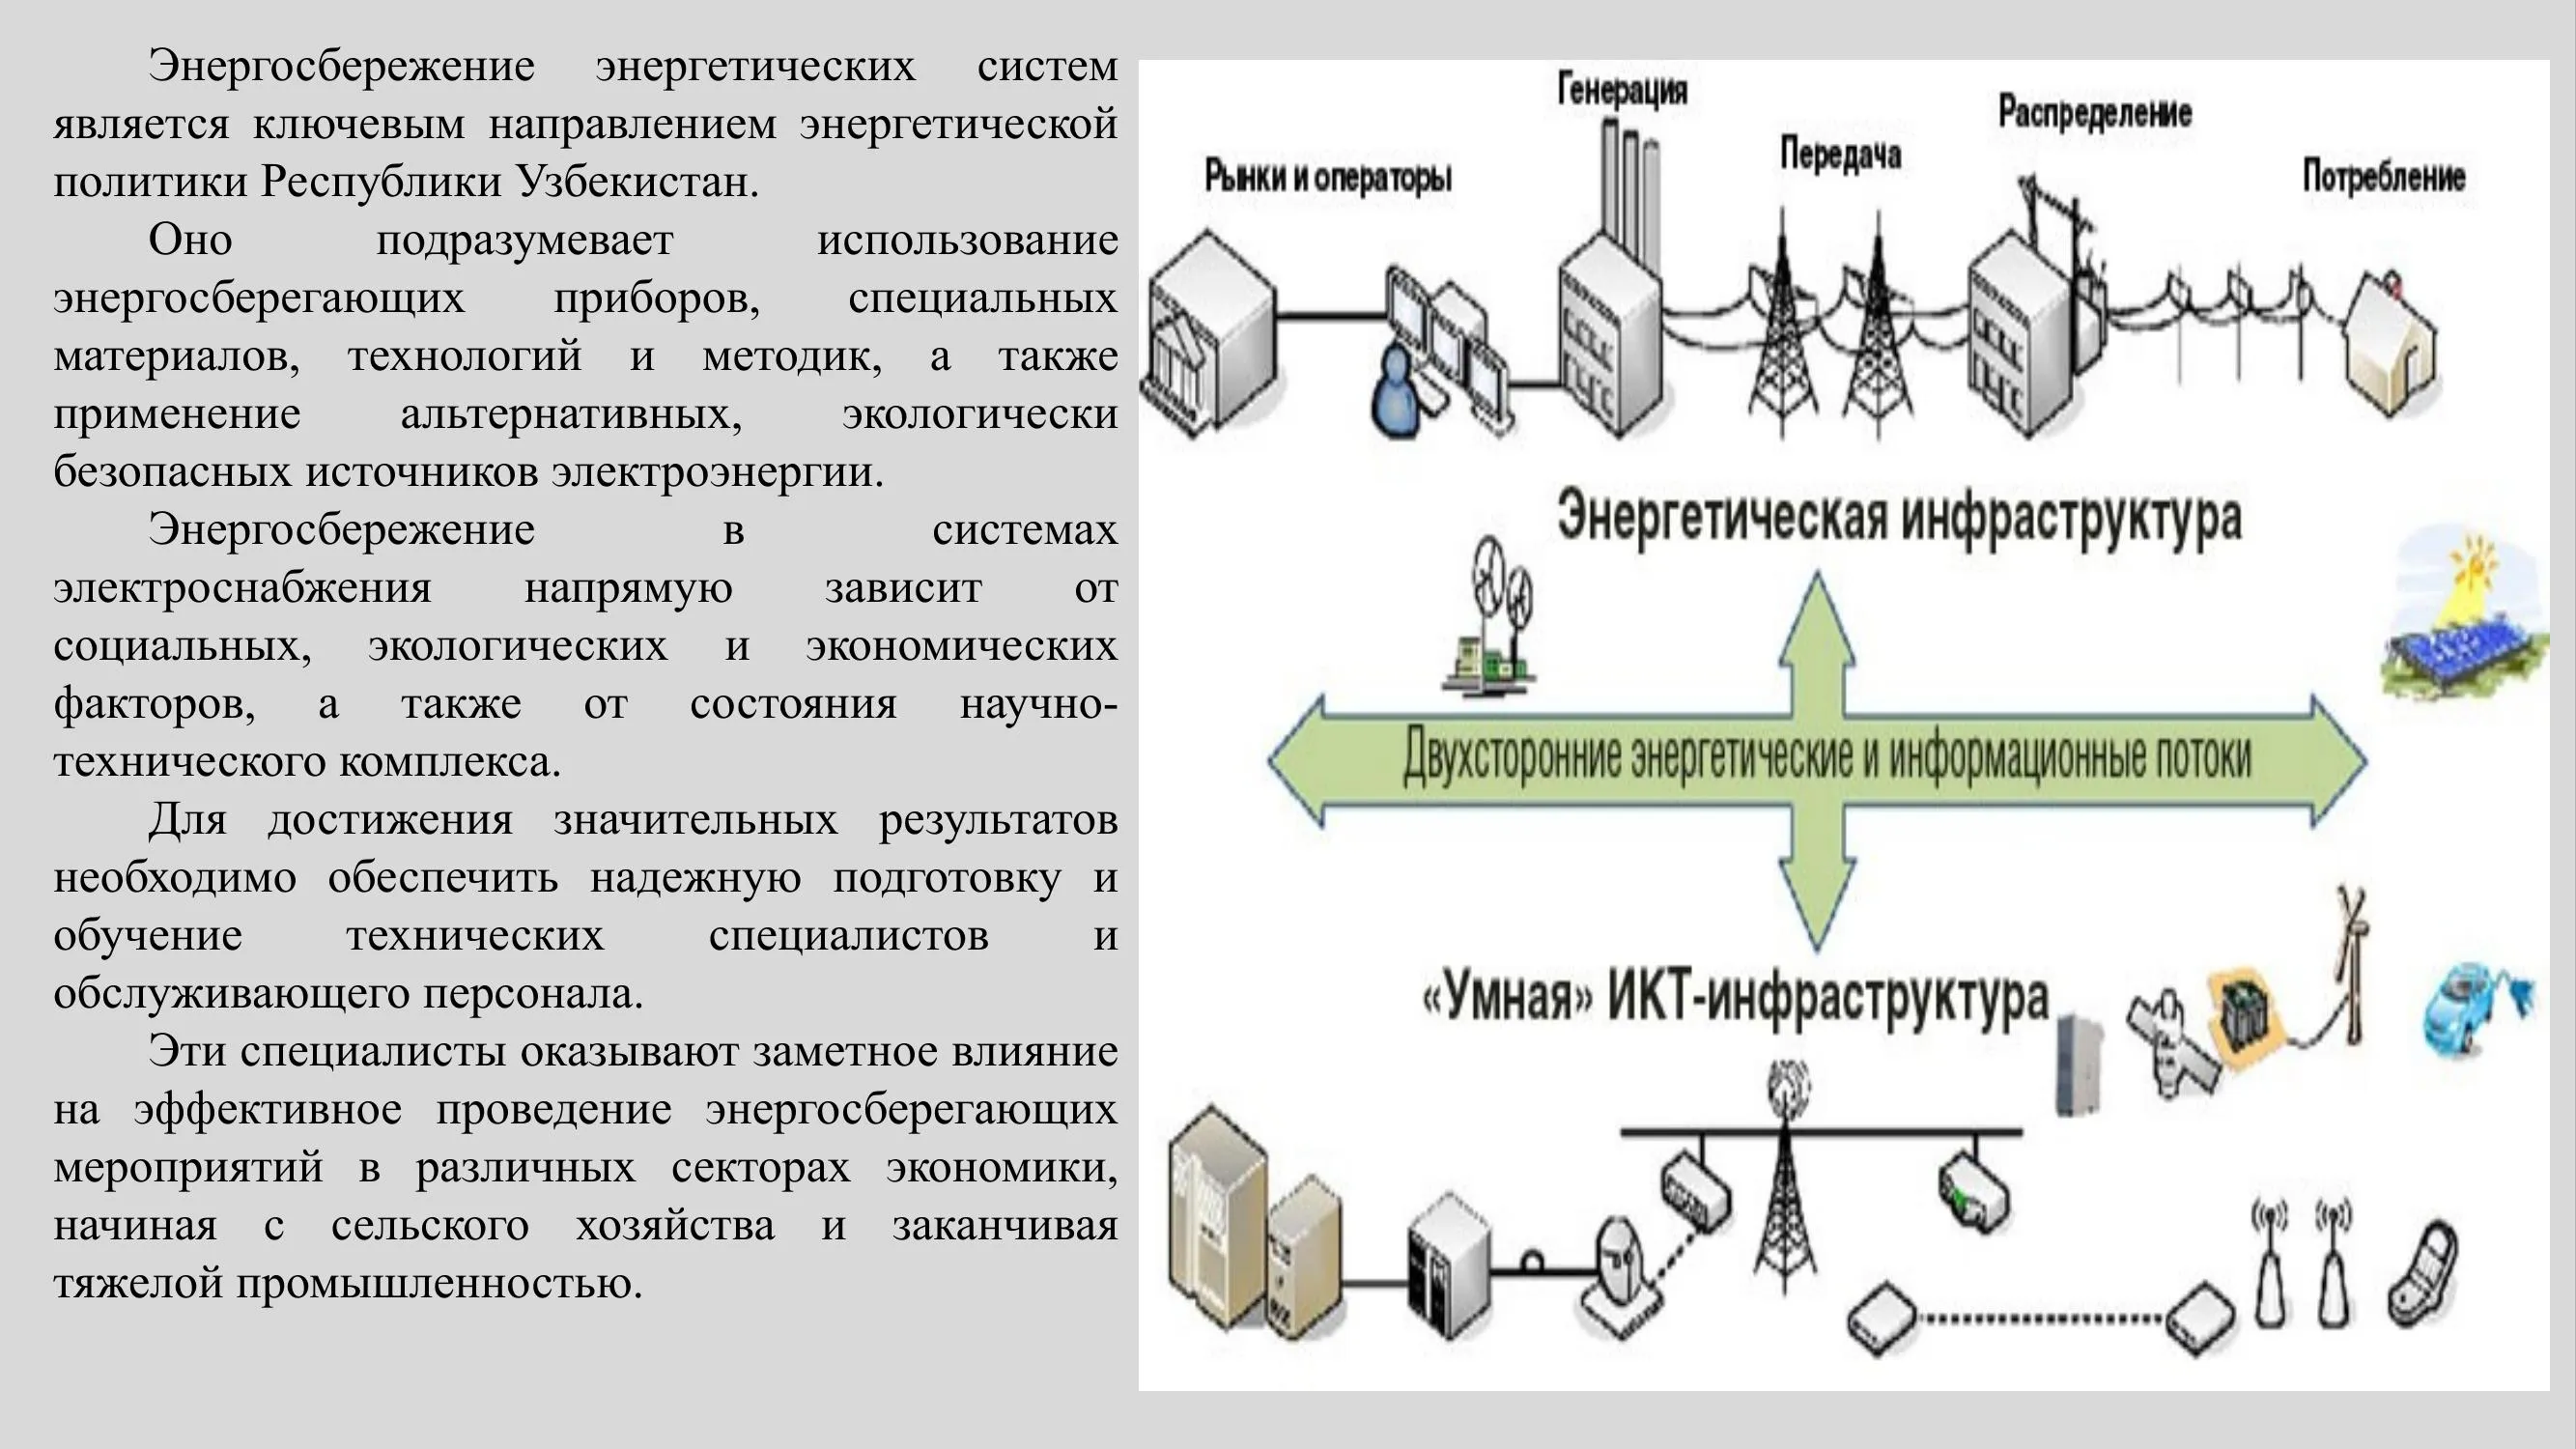 Энергосбережение энергетических систем
является ключевым направлением энергетической
политики Республики Узбекистан.
Оно подразумевает использование
энергосберегающих приборов, специальных
материалов, технологий и методик, а также
применение альтернативных, экологически
безопасных источников электроэнергии.
Энергосбережение в системах
электроснабжения напрямую зависит от
социальных, экологических и экономических
факторов, а также от состояния научно-
технического комплекса.
Для достижения значительных результатов
необходимо обеспечить надежную подготовку и
обучение технических специалистов и
обслуживающего персонала.
Эти специалисты оказывают заметное влияние
на эффективное проведение энергосберегающих
мероприятий в различных секторах экономики,
начиная с сельского хозяйства и заканчивая
тяжелой промышленностью.
Рынки и операторы
Генерация
Передача
Распределение
Потребление
Энергетическая инфраструктура
Двухсторонние энергетические и информационные потоки
«Умная» ИКТ-инфраструктура